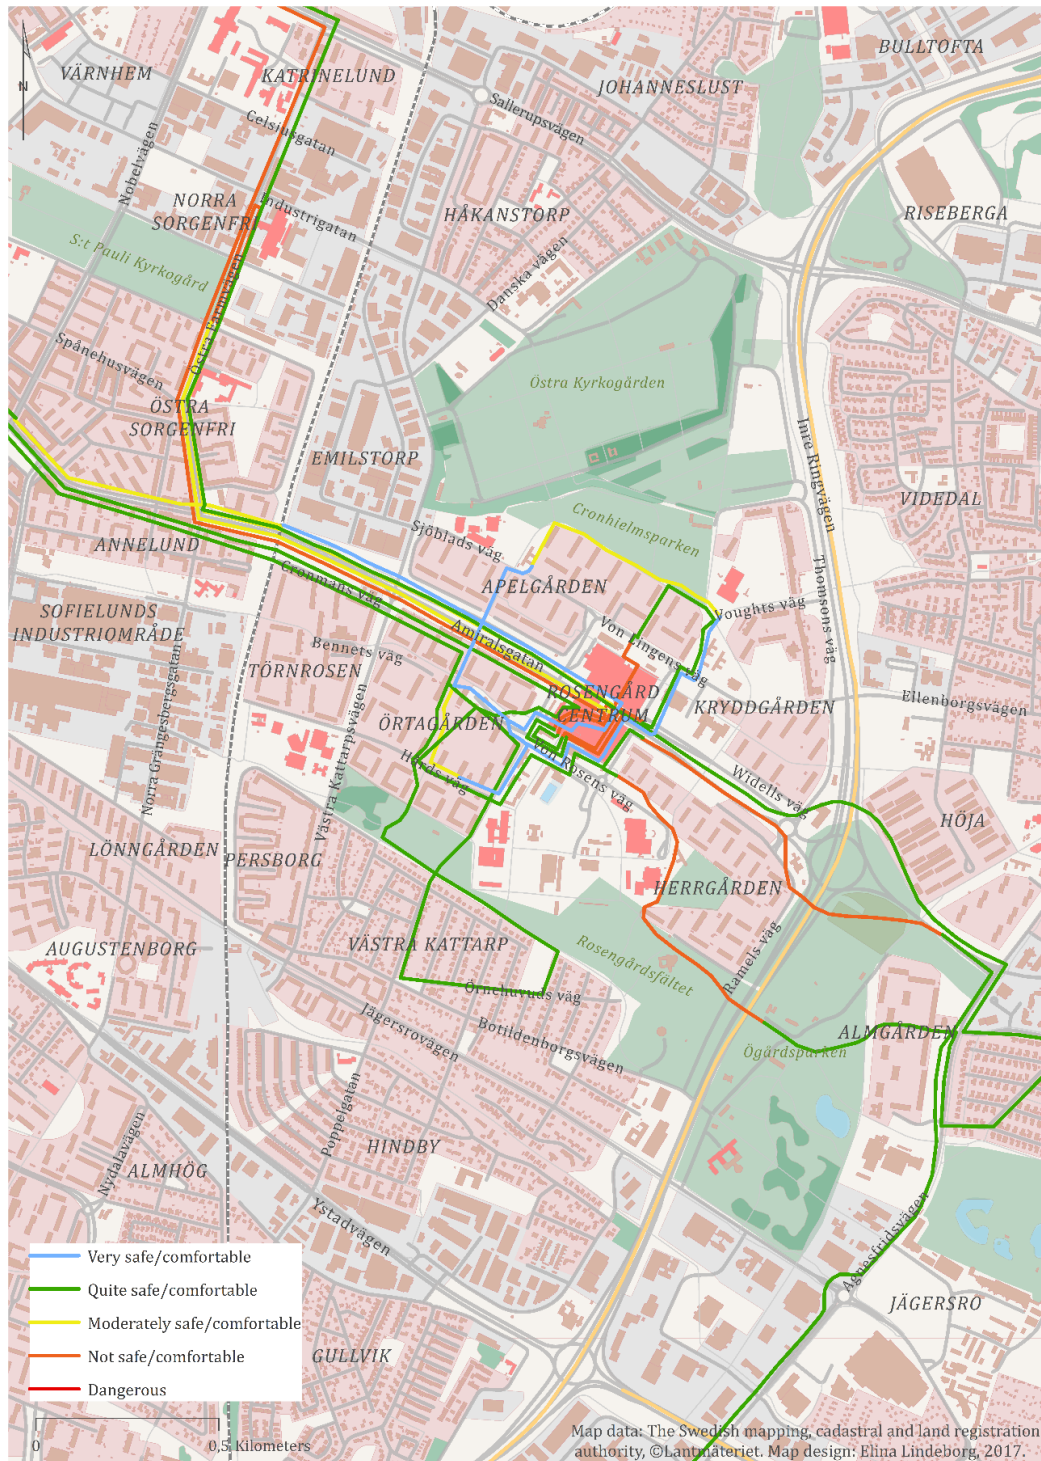 BULLTOFTA
VÄRNHEM
KATRINELUND
JOHANNESLUST
N
Sallerupsvägen
Celsiusgatan
Nobelvägen
NORRA
SORGENFRI
Industrigatan
HÅKANSTORP
RISEBERGA
S:t Pauli Kyrkogård
Danska vägen
Östra Farmvägen
Spånehusvägen
Östra Kyrkogården
ÖSTRA
SORGENFRI
EMILSTORP
Inre Ringvägen
VIDEDAL
Cronhielmsparken
Sjöblads väg
ANNELUND
Cronmans väg
APELGÅRDEN
Thomsons väg
SOFIELUNDS
INDUSTRIOMRÅDE
Voughts väg
Von Lingens väg
Amiralsgatan
Bennets väg
TÖRNROSEN
ROSENGÅRD
CENTRUM
KRYDDGÅRDEN
Ellenborgsvägen
ÖRTAGÅRDEN
Norra Grängesbergsgatan
Västra Kattarpsvägen
Hårds väg
Von Rosens väg
Widells väg
HÖJA
LÖNNGÅRDEN
PERSBORG
HERRGÅRDEN
AUGUSTENBORG
VÄSTRA KATTARP
Rosengårdsfältet
Ramels väg
Örnehuvuds väg
Jägersrovägen
Botildenborgsvägen
ALMGÅRDEN
Ögårdsparken
Poppelgatan
HINDBY
Nydalavägen
ALMHÖG
Ystadvägen
Agnesfridsvägen
JÄGERSRO
Very safe/comfortable
Quite safe/comfortable
Moderately safe/comfortable
Not safe/comfortable
Dangerous
GULLVIK
0
0,5 Kilometers
Map data: The Swedish mapping, cadastral and land registration
authority, ©Lantmäteriet. Map design: Elina Lindeborg, 2017.